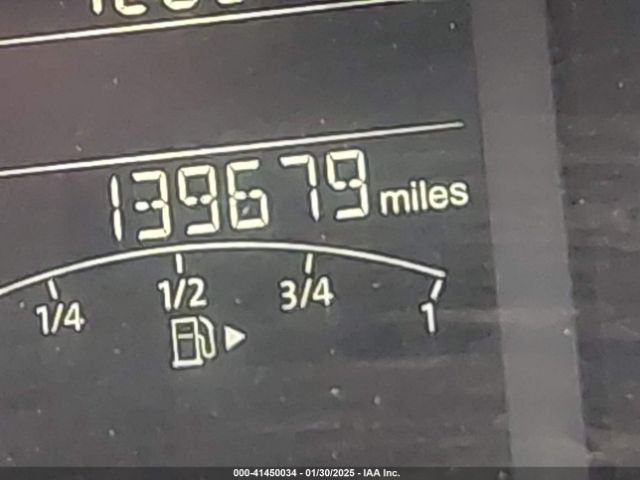 139679 miles
1/4 1/2 3/4 1
000-41450034 - 01/30/2025 - IAA Inc.